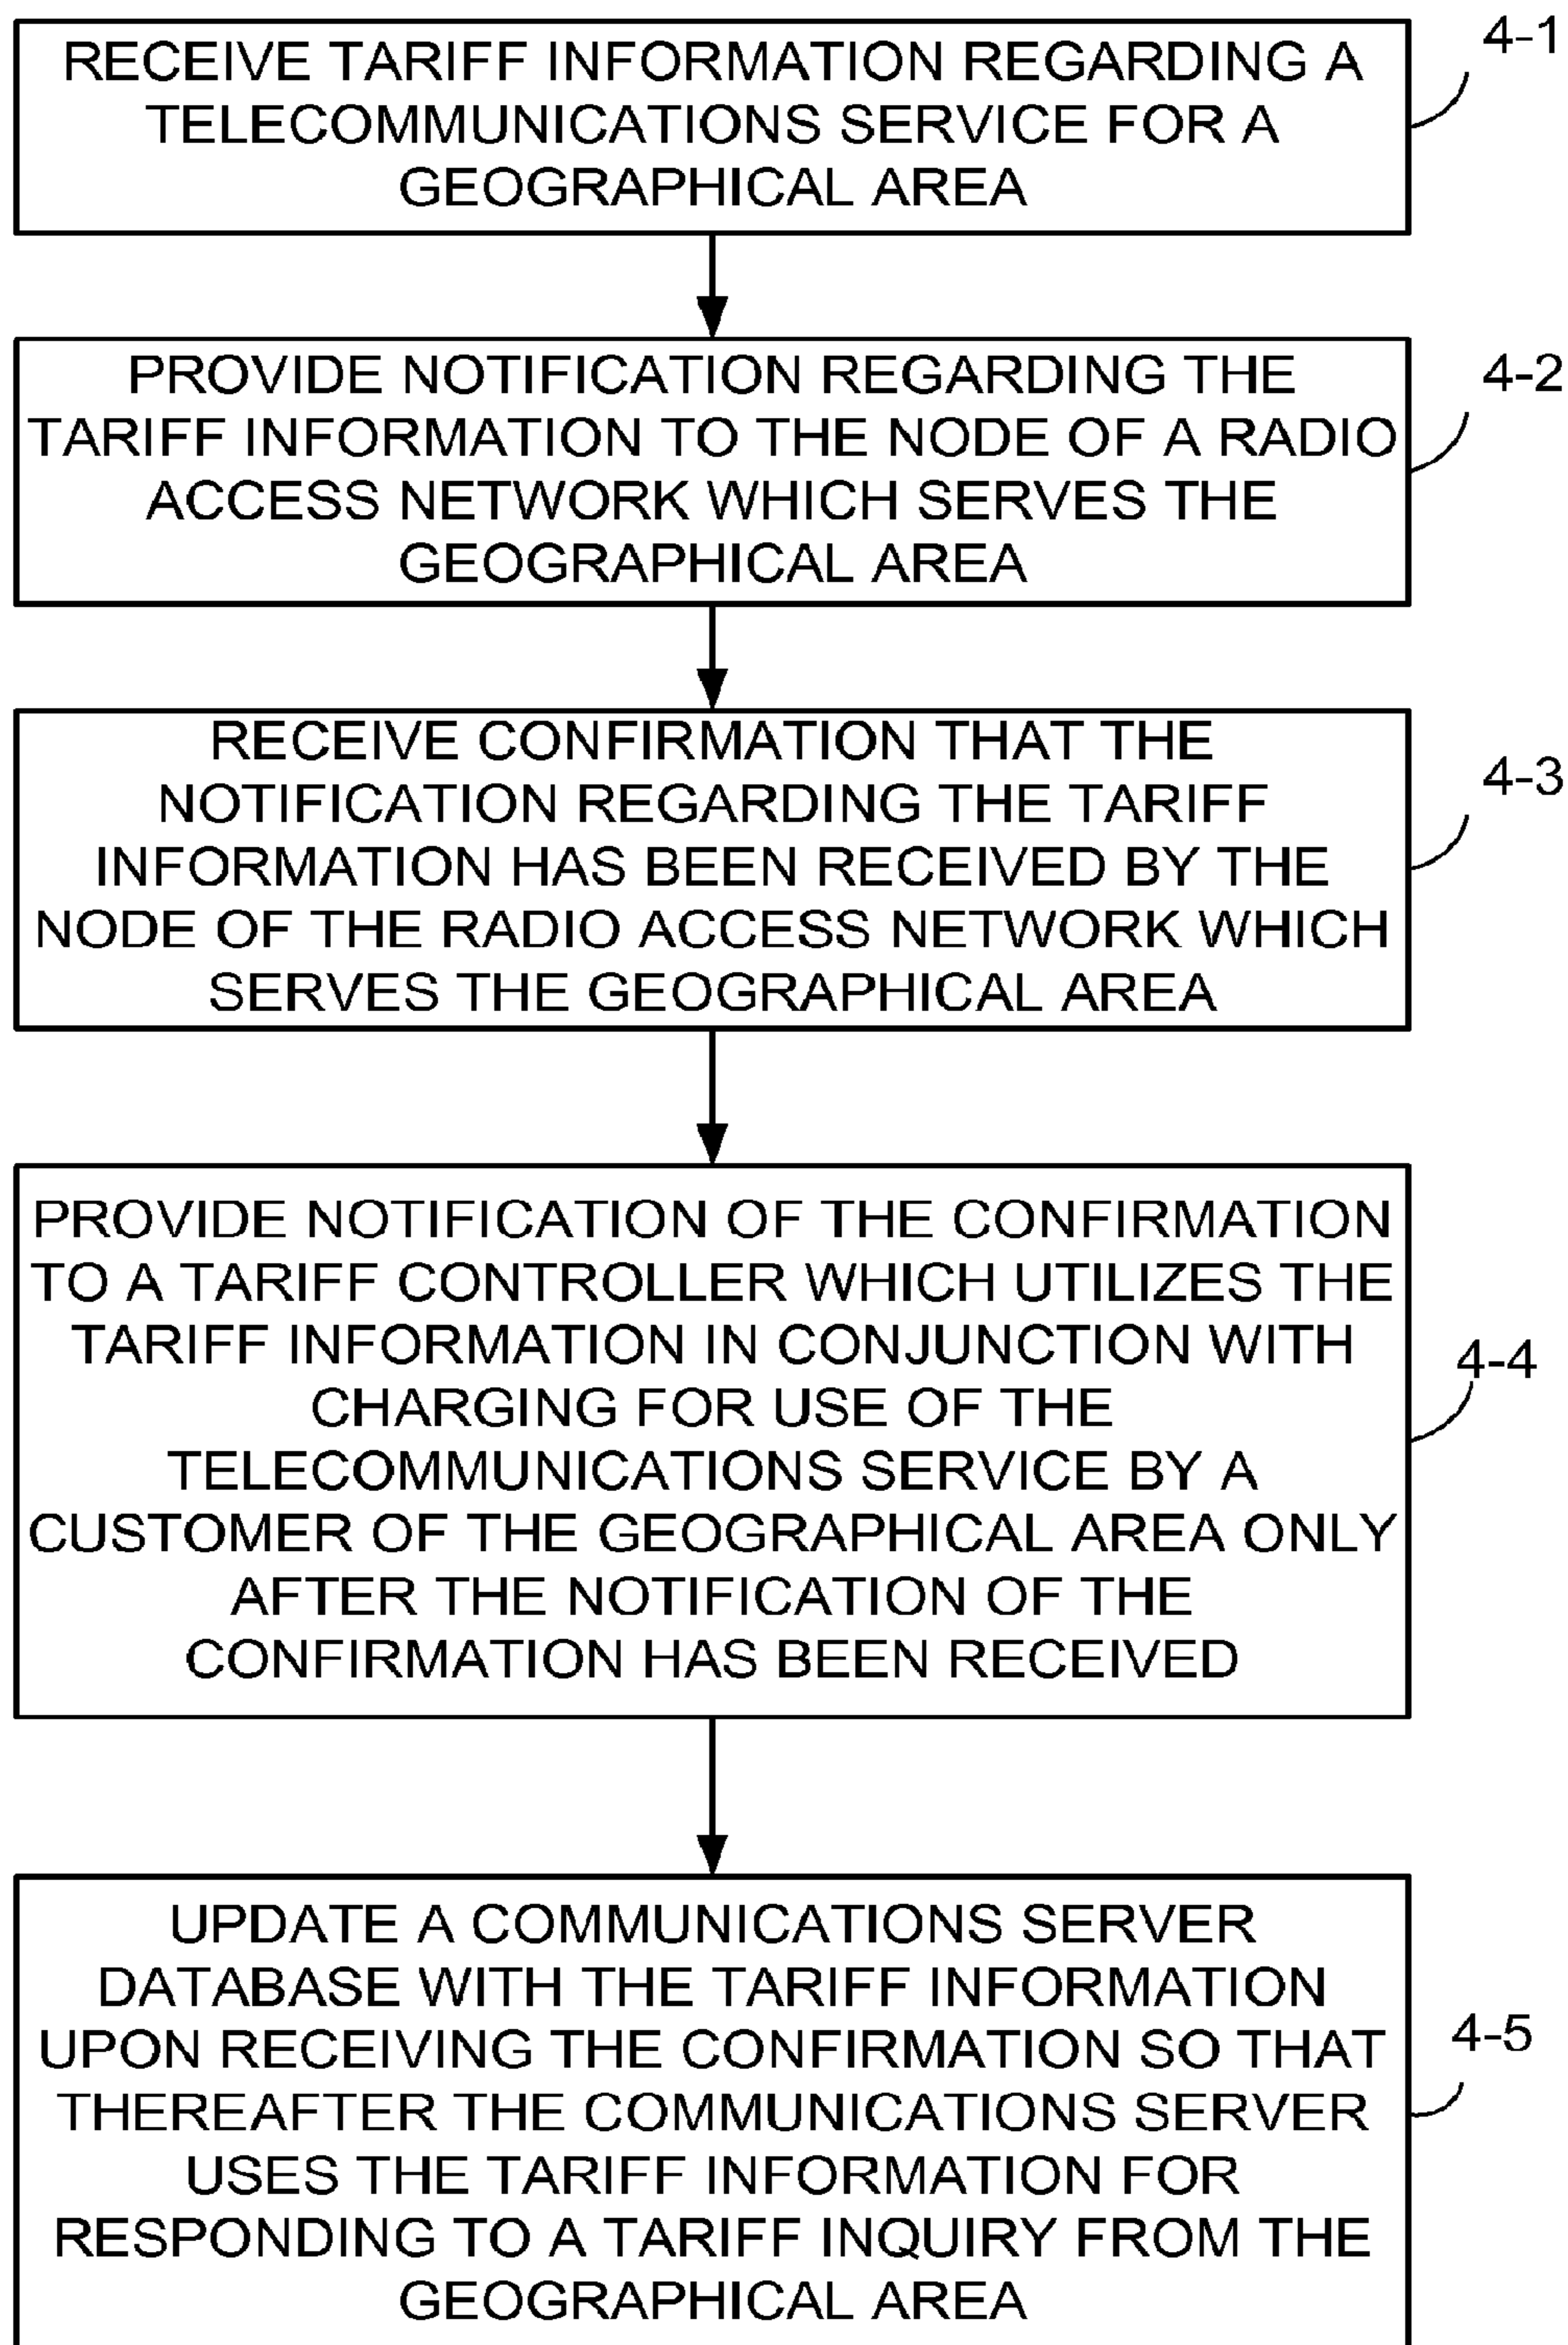 RECEIVE TARIFF INFORMATION REGARDING A
TELECOMMUNICATIONS SERVICE FOR A
GEOGRAPHICAL AREA
4-1
PROVIDE NOTIFICATION REGARDING THE
TARIFF INFORMATION TO THE NODE OF A RADIO
ACCESS NETWORK WHICH SERVES THE
GEOGRAPHICAL AREA
4-2
RECEIVE CONFIRMATION THAT THE
NOTIFICATION REGARDING THE TARIFF
INFORMATION HAS BEEN RECEIVED BY THE
NODE OF THE RADIO ACCESS NETWORK WHICH
SERVES THE GEOGRAPHICAL AREA
4-3
PROVIDE NOTIFICATION OF THE CONFIRMATION
TO A TARIFF CONTROLLER WHICH UTILIZES THE
TARIFF INFORMATION IN CONJUNCTION WITH
CHARGING FOR USE OF THE
TELECOMMUNICATIONS SERVICE BY A
CUSTOMER OF THE GEOGRAPHICAL AREA ONLY
AFTER THE NOTIFICATION OF THE
CONFIRMATION HAS BEEN RECEIVED
4-4
UPDATE A COMMUNICATIONS SERVER
DATABASE WITH THE TARIFF INFORMATION
UPON RECEIVING THE CONFIRMATION SO THAT
THEREAFTER THE COMMUNICATIONS SERVER
USES THE TARIFF INFORMATION FOR
RESPONDING TO A TARIFF INQUIRY FROM THE
GEOGRAPHICAL AREA
4-5